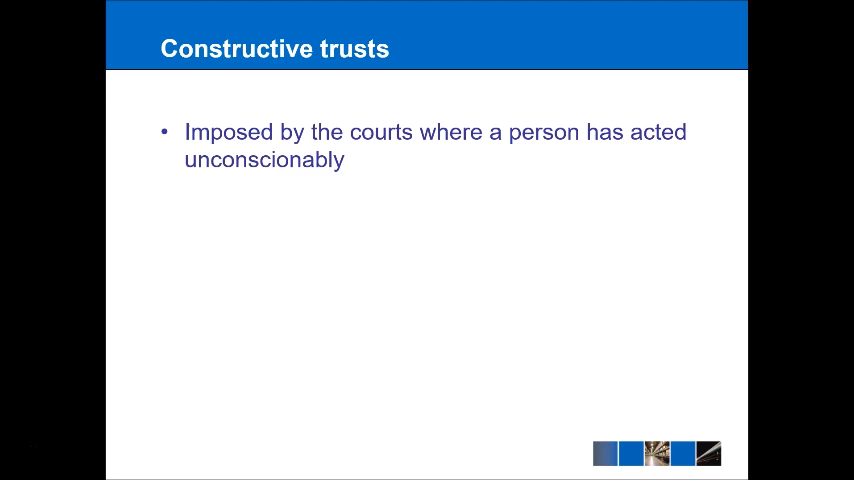 Constructive trusts
• Imposed by the courts where a person has acted
unconscionably